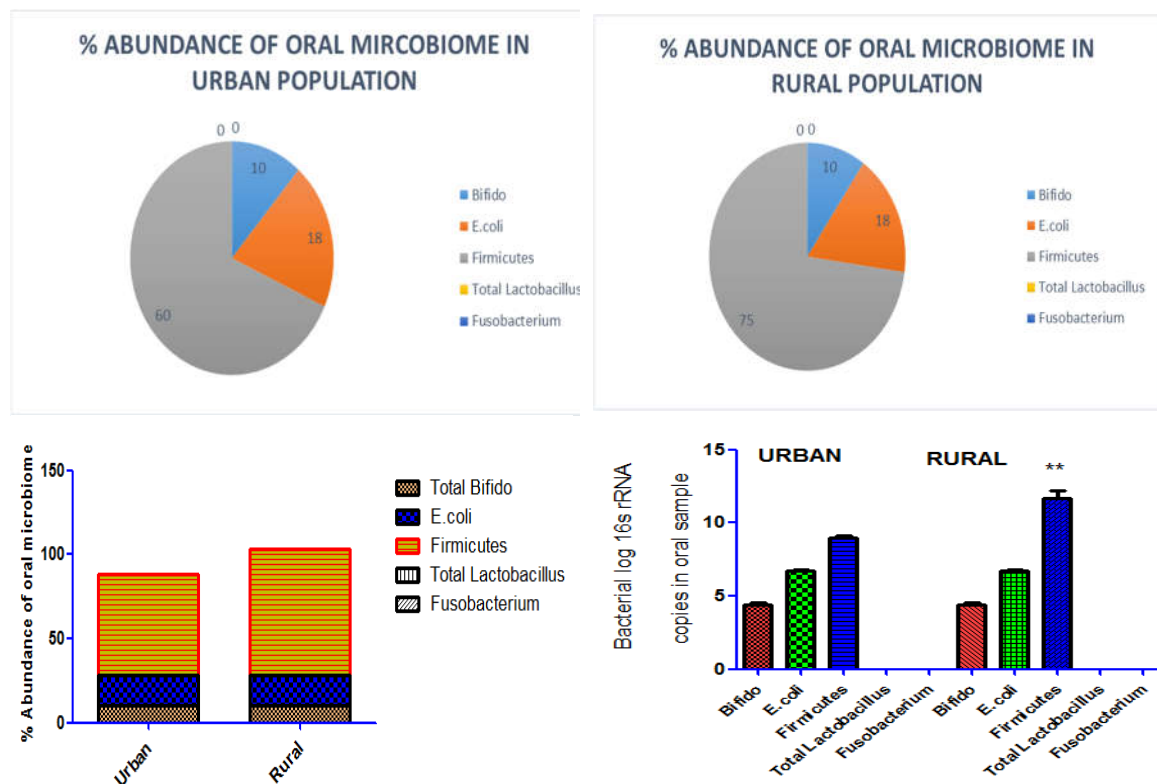 % ABUNDANCE OF ORAL MIRCOBIOME IN
URBAN POPULATION
0 0
10
18
60
Bifido
E.coli
Firmicutes
Total Lactobacillus
Fusobacterium
% ABUNDANCE OF ORAL MICROBIOME IN
RURAL POPULATION
0 0
10
18
75
Bifido
E.coli
Firmicutes
Total Lactobacillus
Fusobacterium
% Abundance of oral microbiome
150
100
50
0
Urban
Rural
Total Bifido
E.coli
Firmicutes
Total Lactobacillus
Fusobacterium
Bacterial log 16s rRNA
copies in oral sample
15
10
5
0
URBAN
RURAL
**
Bifido
E.coli
Firmicutes
Total Lactobacillus
Fusobacterium
Bifido
E.coli
Firmicutes
Total Lactobacillus
Fusobacterium